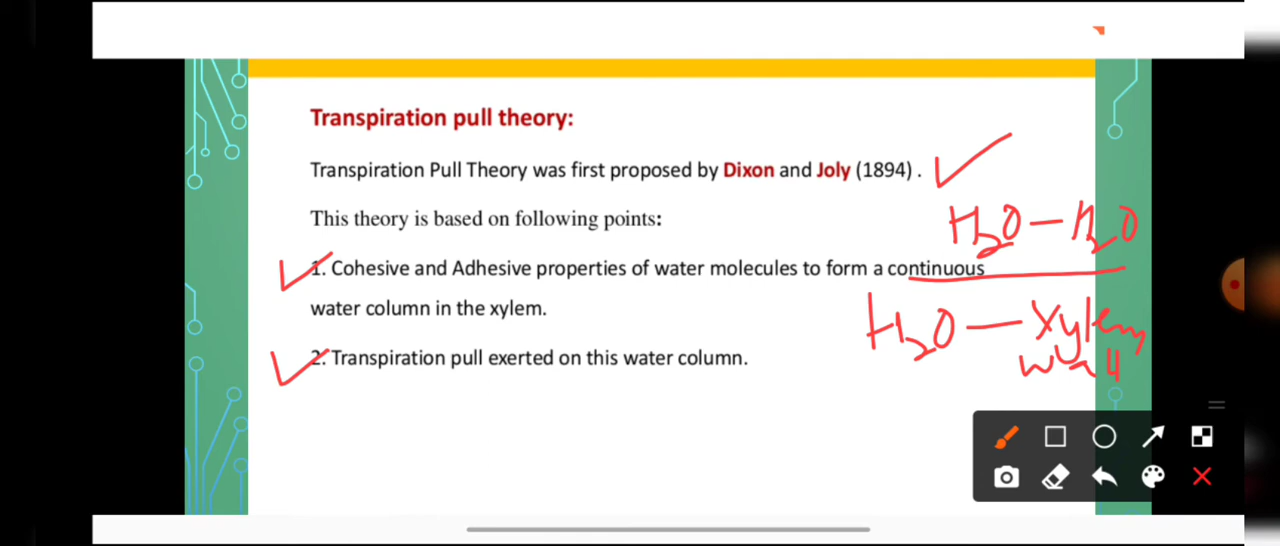 Transpiration pull theory:
Transpiration Pull Theory was first proposed by Dixon and Joly (1894) .
This theory is based on following points:
H₂O — H₂O
1. Cohesive and Adhesive properties of water molecules to form a continuous
water column in the xylem.
H₂O — Xylem
wall
2. Transpiration pull exerted on this water column.